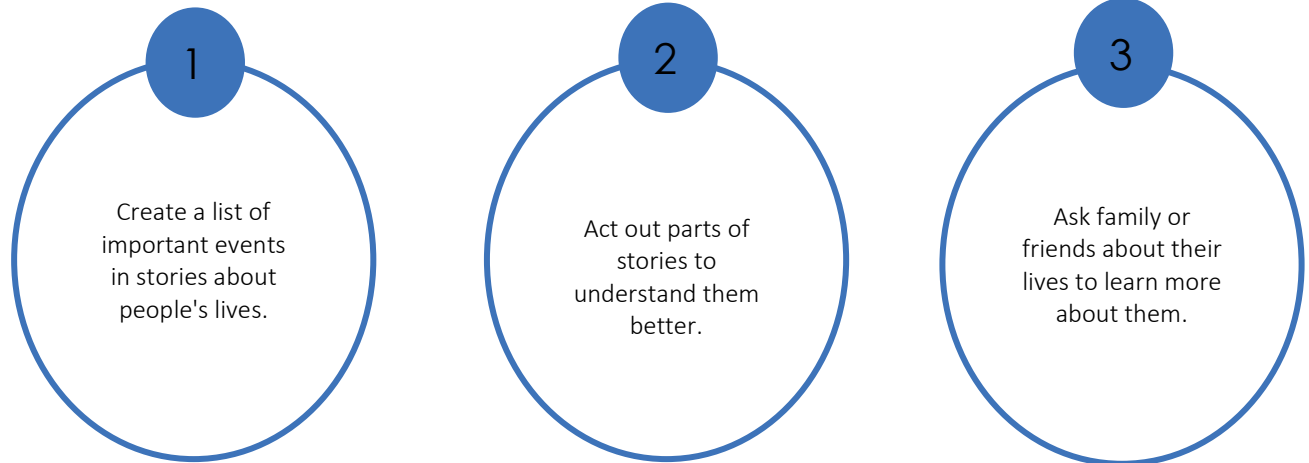 1
Create a list of
important events
in stories about
people's lives.
2
Act out parts of
stories to
understand them
better.
3
Ask family or
friends about their
lives to learn more
about them.